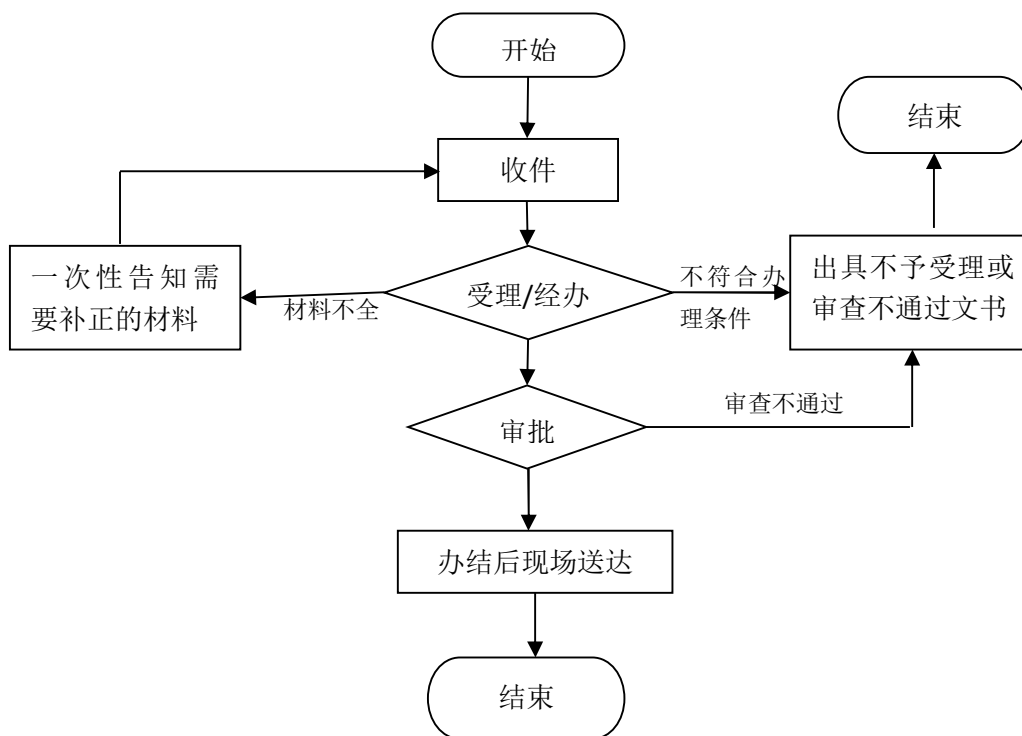 开始
结束
收件
一次性告知需
要补正的材料
材料不全
受理/经办
不符合办
理条件
出具不予受理或
审查不通过文书
审批
审查不通过
办结后现场送达
结束